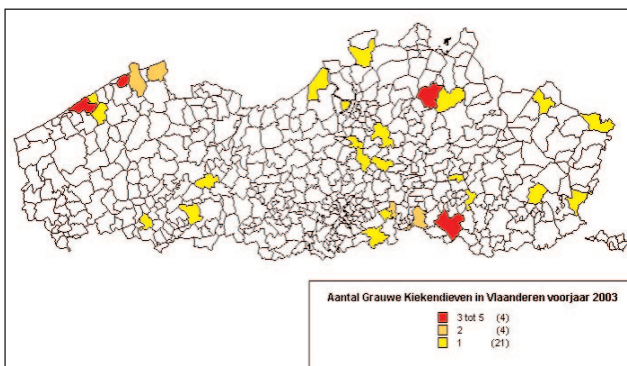 Aantal Grauwe Kiekendieven in Vlaanderen voorjaar 2003
3 tot 5 (4)
2 (4)
1 (21)